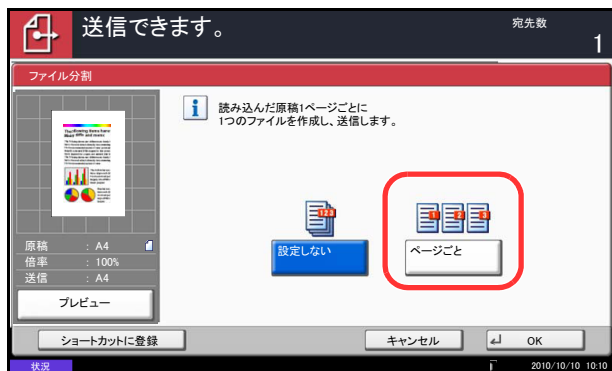 送信できます。
宛先数
1
ファイル分割
読み込んだ原稿1ページごとに
1つのファイルを作成し、送信します。
123
1 2 3
設定しない
ページごと
原稿 : A4
倍率 : 100%
送信 : A4
プレビュー
ショートカットに登録
キャンセル
OK
状況
2010/10/10 10:10